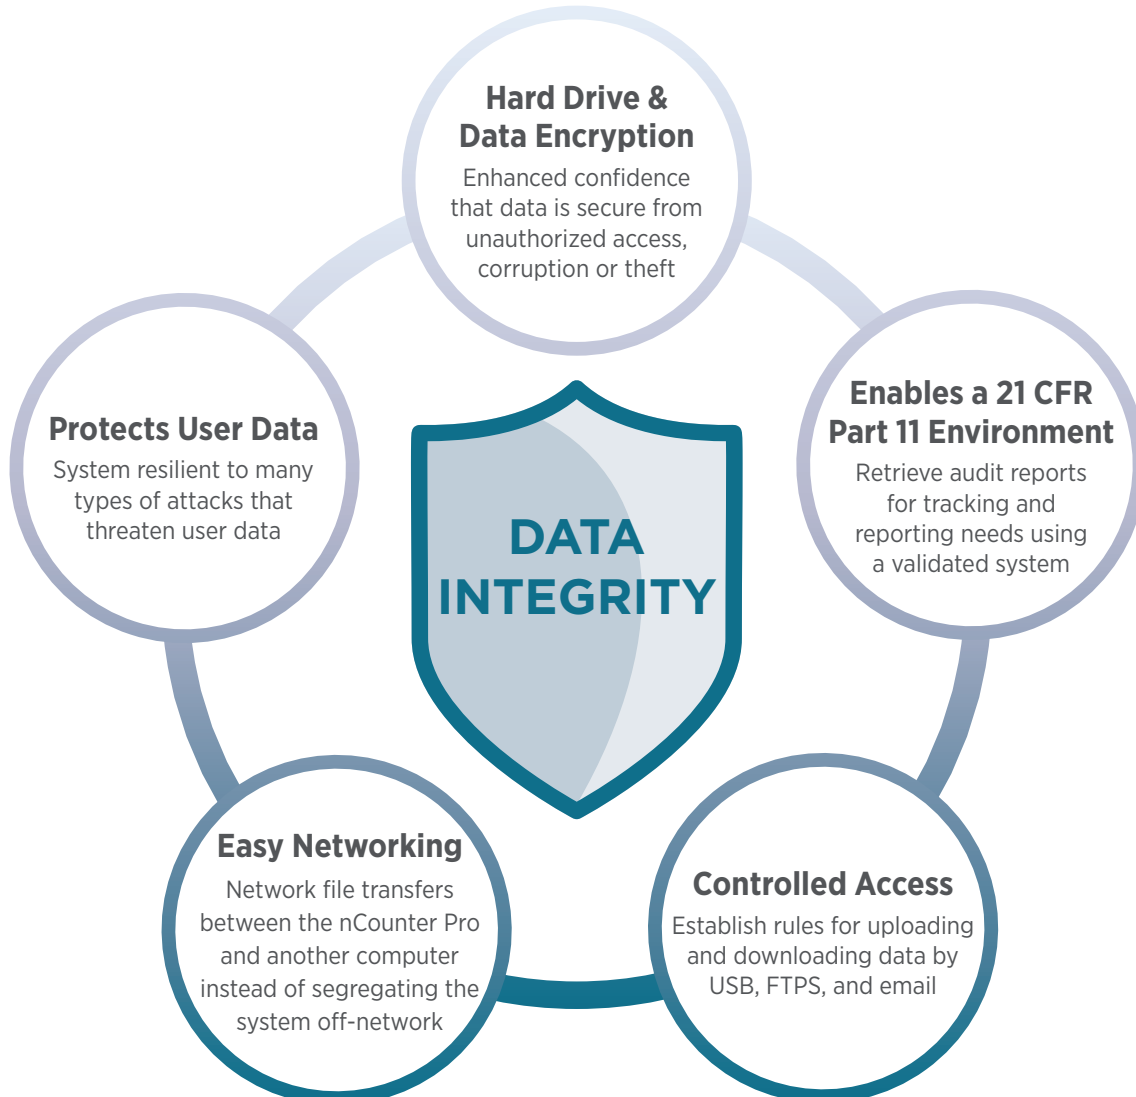 Hard Drive &
Data Encryption
Enhanced confidence
that data is secure from
unauthorized access,
corruption or theft
Enables a 21 CFR
Part 11 Environment
Retrieve audit reports
for tracking and
reporting needs using
a validated system
Controlled Access
Establish rules for uploading
and downloading data by
USB, FTPS, and email
Easy Networking
Network file transfers
between the nCounter Pro
and another computer
instead of segregating the
system off-network
Protects User Data
System resilient to many
types of attacks that
threaten user data
DATA
INTEGRITY